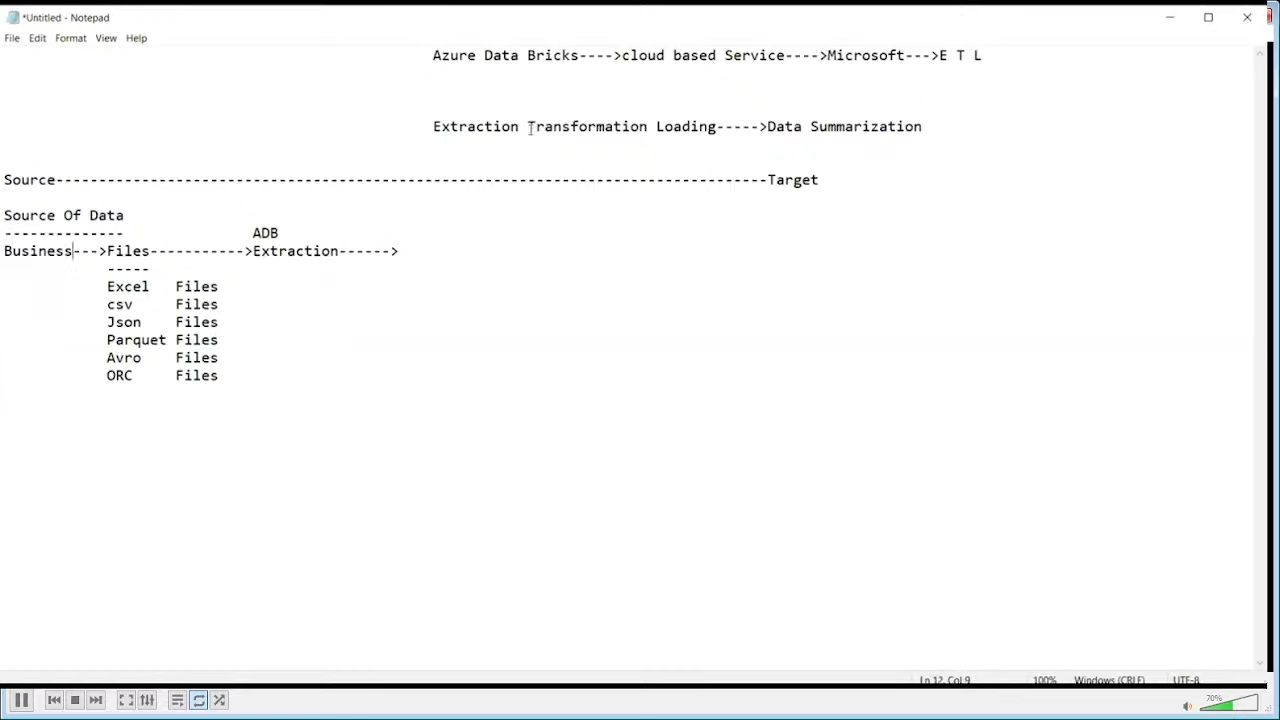 *Untitled - Notepad
File Edit Format View Help
Azure Data Bricks---->cloud based Service---->Microsoft--->E T L
Extraction Transformation Loading----->Data Summarization
Source-----------------------------------------------------------------------------------Target
Source Of Data
--------------
ADB
Business--->Files----------->Extraction------>
-----
Excel Files
csv Files
Json Files
Parquet Files
Avro Files
ORC Files
Ln 12, Col 9 100% Windows (CRLF) UTF-8
70%